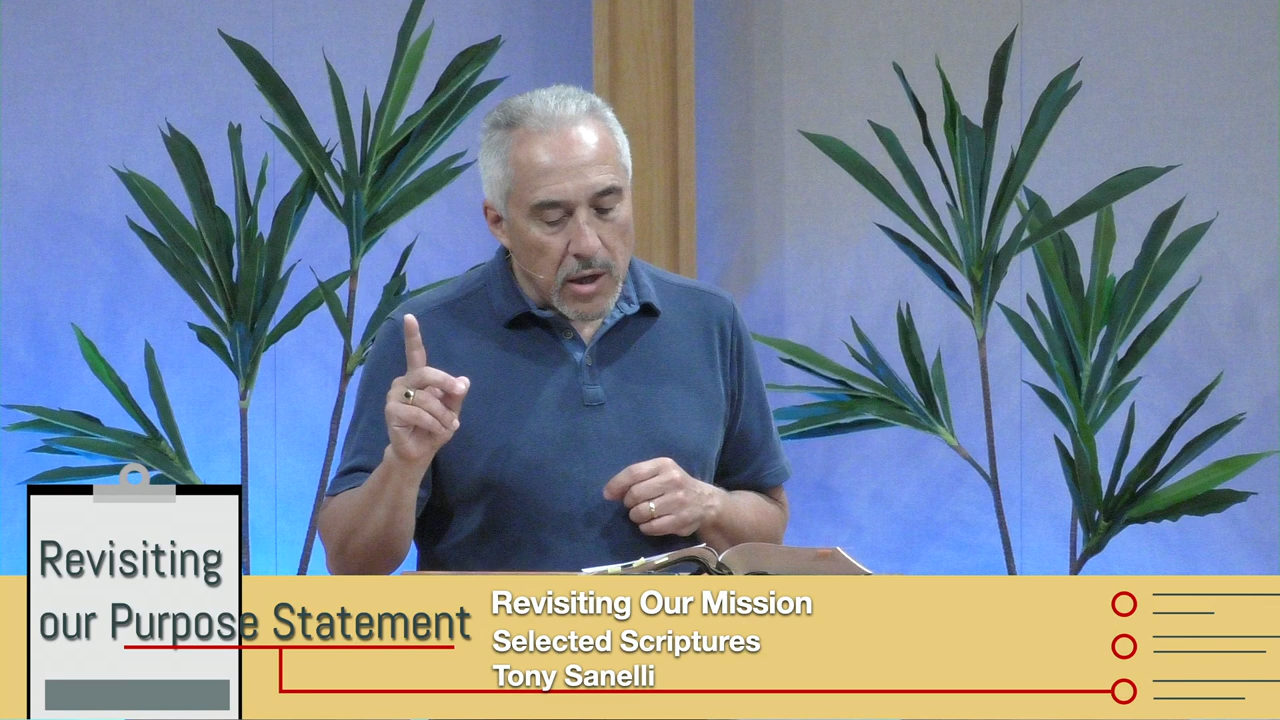 Revisiting
our Purpose Statement
Revisiting Our Mission
Selected Scriptures
Tony Sanelli